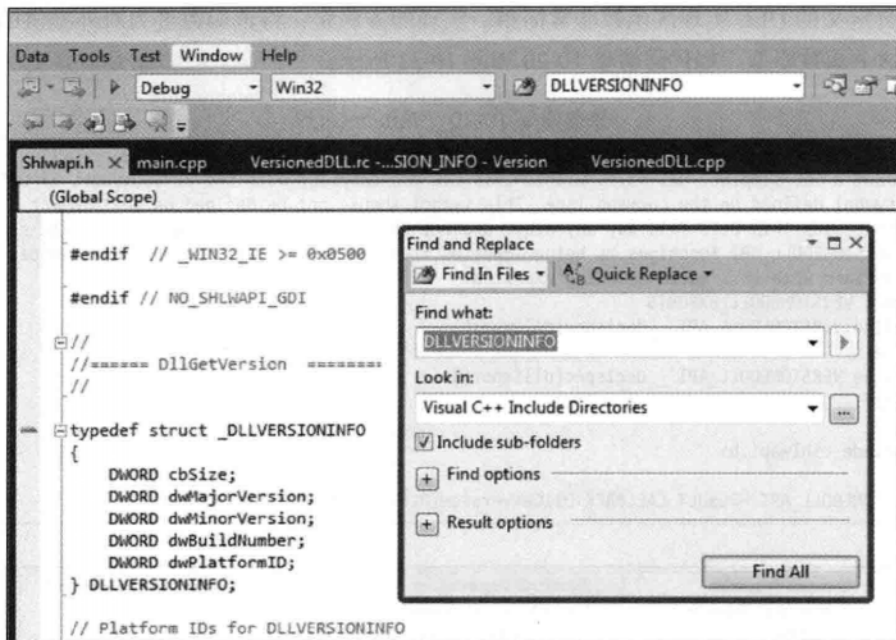 Data Tools Test Window Help
Debug Win32 DLLVERSIONINFO
Shlwapi.h main.cpp VersionedDLL.rc -...SION_INFO - Version VersionedDLL.cpp
(Global Scope)
#endif // _WIN32_IE >= 0x0500
#endif // NO_SHLWAPI_GDI
//
//====== DllGetVersion =======
//
typedef struct _DLLVERSIONINFO
{
DWORD cbSize;
DWORD dwMajorVersion;
DWORD dwMinorVersion;
DWORD dwBuildNumber;
DWORD dwPlatformID;
} DLLVERSIONINFO;
// Platform IDs for DLLVERSIONINFO
Find and Replace
Find In Files Quick Replace
Find what:
DLLVERSIONINFO
Look in:
Visual C++ Include Directories
...
Include sub-folders
Find options
Result options
Find All